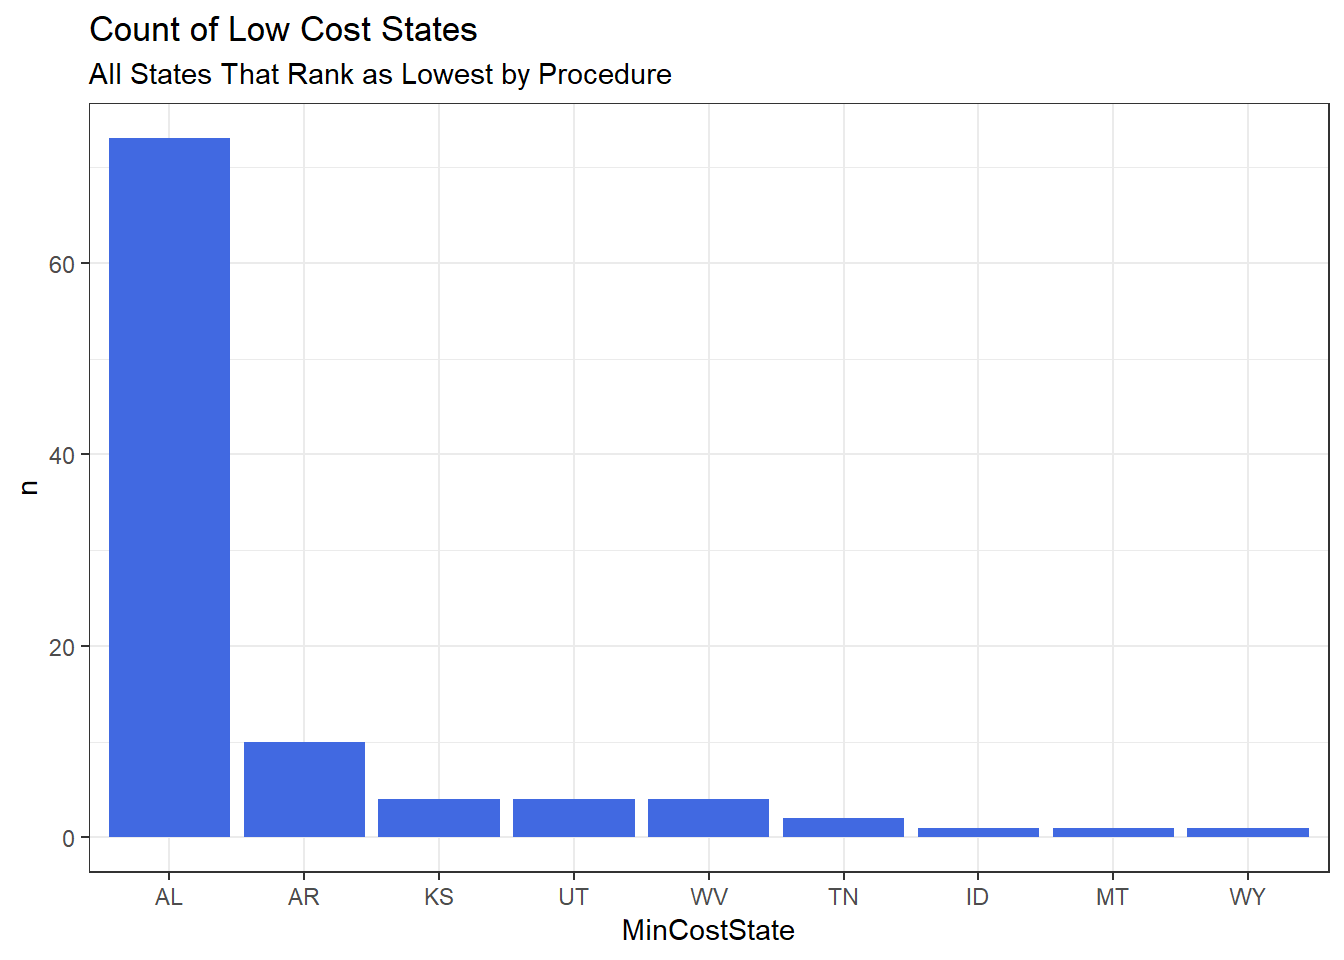 Count of Low Cost States
All States That Rank as Lowest by Procedure
n
60
40
20
0
AL AR KS UT WV TN ID MT WY
MinCostState